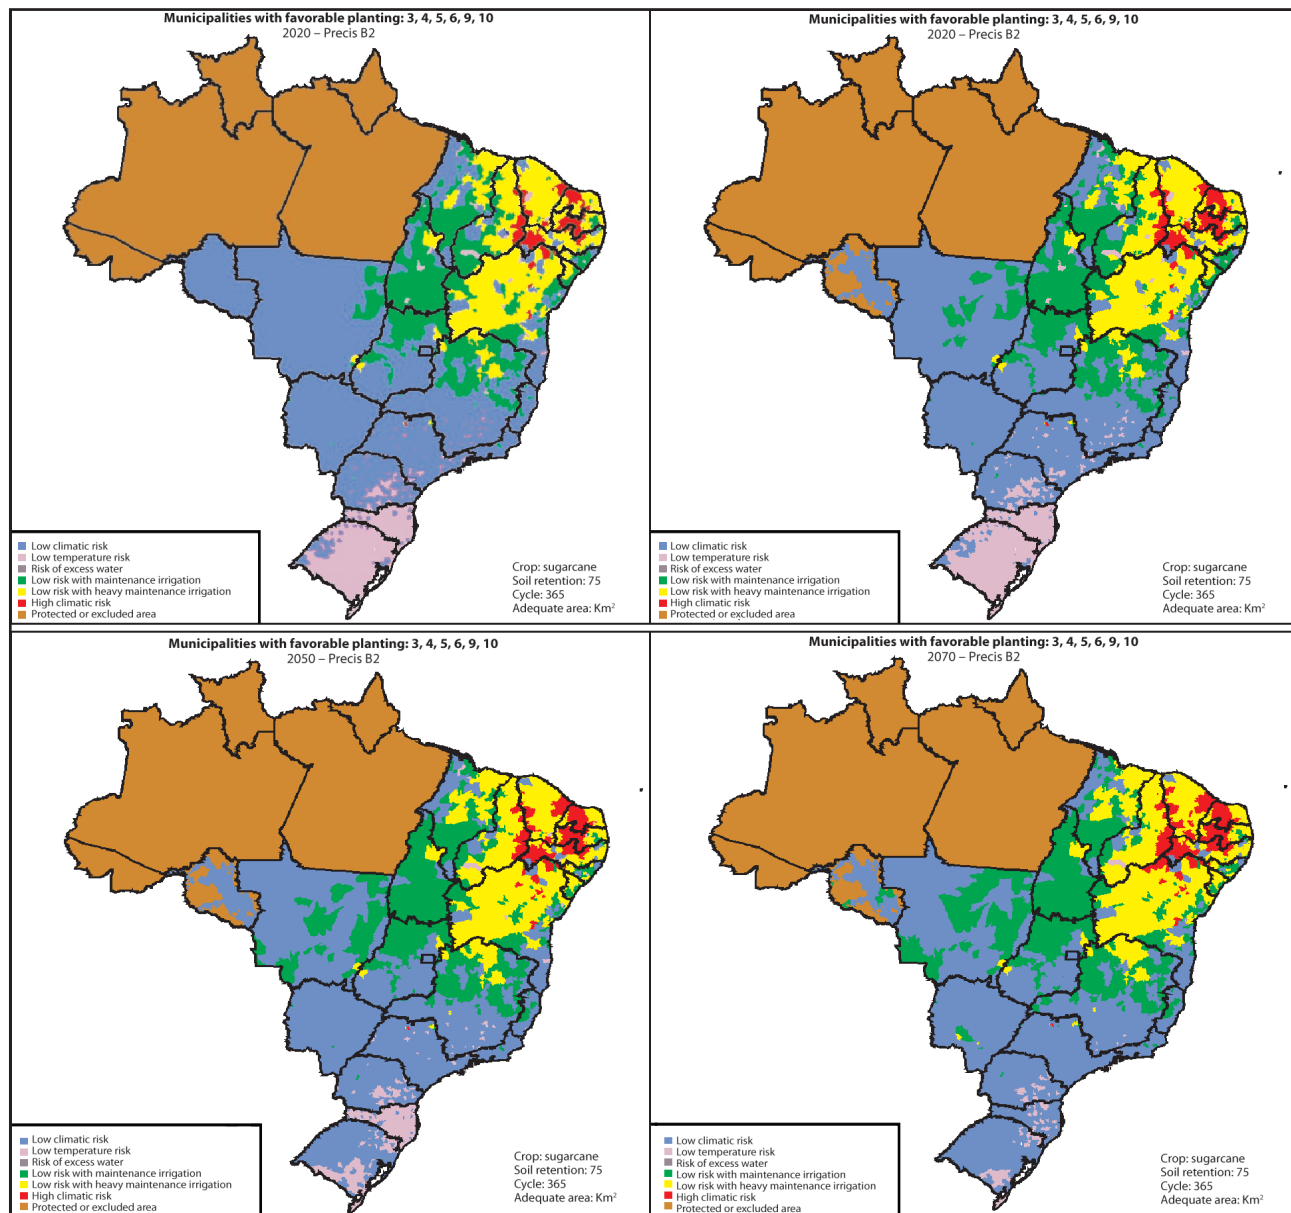 Municipalities with favorable planting: 3, 4, 5, 6, 9, 10
2020 – Precis B2
Low climatic risk
Low temperature risk
Risk of excess water
Low risk with maintenance irrigation
Low risk with heavy maintenance irrigation
High climatic risk
Protected or excluded area
Crop: sugarcane
Soil retention: 75
Cycle: 365
Adequate area: Km²
Municipalities with favorable planting: 3, 4, 5, 6, 9, 10
2020 – Precis B2
Low climatic risk
Low temperature risk
Risk of excess water
Low risk with maintenance irrigation
Low risk with heavy maintenance irrigation
High climatic risk
Protected or excluded area
Crop: sugarcane
Soil retention: 75
Cycle: 365
Adequate area: Km²
Municipalities with favorable planting: 3, 4, 5, 6, 9, 10
2050 – Precis B2
Low climatic risk
Low temperature risk
Risk of excess water
Low risk with maintenance irrigation
Low risk with heavy maintenance irrigation
High climatic risk
Protected or excluded area
Crop: sugarcane
Soil retention: 75
Cycle: 365
Adequate area: Km²
Municipalities with favorable planting: 3, 4, 5, 6, 9, 10
2070 – Precis B2
Low climatic risk
Low temperature risk
Risk of excess water
Low risk with maintenance irrigation
Low risk with heavy maintenance irrigation
High climatic risk
Protected or excluded area
Crop: sugarcane
Soil retention: 75
Cycle: 365
Adequate area: Km²